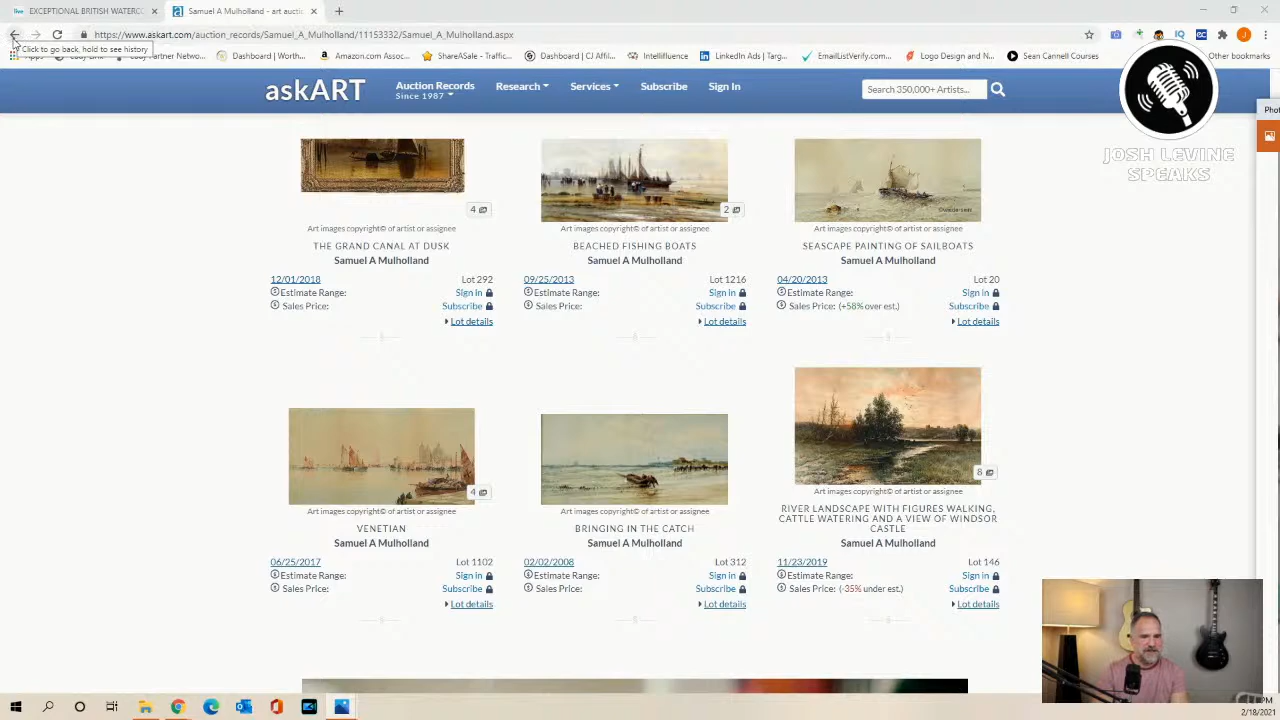 EXCEPTIONAL BRITISH WATERC
Samuel A Mulholland - art auctic
https://www.askart.com/auction_records/Samuel_A_Mulholland/11153332/Samuel_A_Mulholland.aspx
Click to go back, hold to see history
Partner Netw...
Dashboard | Worth...
Amazon.com Assoc...
ShareASale - Traffic...
Dashboard | CJ Affil...
Intellifluence
LinkedIn Ads | Targ...
EmailListVerify.com...
Logo Design and N...
Sean Cannell Courses
Other bookmarks
askART
Auction Records
Since 1987
Research
Services
Subscribe
Sign In
Search 350,000+ Artists...
JOSH LEVINE
SPEAKS
4
2
Art images copyright© of artist or assignee
Art images copyright© of artist or assignee
Art images copyright© of artist or assignee
THE GRAND CANAL AT DUSK
BEACHED FISHING BOATS
SEASCAPE PAINTING OF SAILBOATS
Samuel A Mulholland
Samuel A Mulholland
Samuel A Mulholland
12/01/2018 Lot 292
09/25/2013 Lot 1216
04/20/2013 Lot 20
Estimate Range: Sign in
Estimate Range: Sign in
Estimate Range: Sign in
Sales Price: Subscribe
Sales Price: Subscribe
Sales Price: (+58% over est.) Subscribe
Lot details
Lot details
Lot details
4
8
Art images copyright© of artist or assignee
Art images copyright© of artist or assignee
Art images copyright© of artist or assignee
VENETIAN
BRINGING IN THE CATCH
RIVER LANDSCAPE WITH FIGURES WALKING,
CATTLE WATERING AND A VIEW OF WINDSOR
CASTLE
Samuel A Mulholland
Samuel A Mulholland
Samuel A Mulholland
06/25/2017 Lot 1102
02/02/2008 Lot 312
11/23/2019 Lot 146
Estimate Range: Sign in
Estimate Range: Sign in
Estimate Range: Sign in
Sales Price: Subscribe
Sales Price: Subscribe
Sales Price: (-35% under est.) Subscribe
Lot details
Lot details
Lot details
Phot
PM
2/18/2021